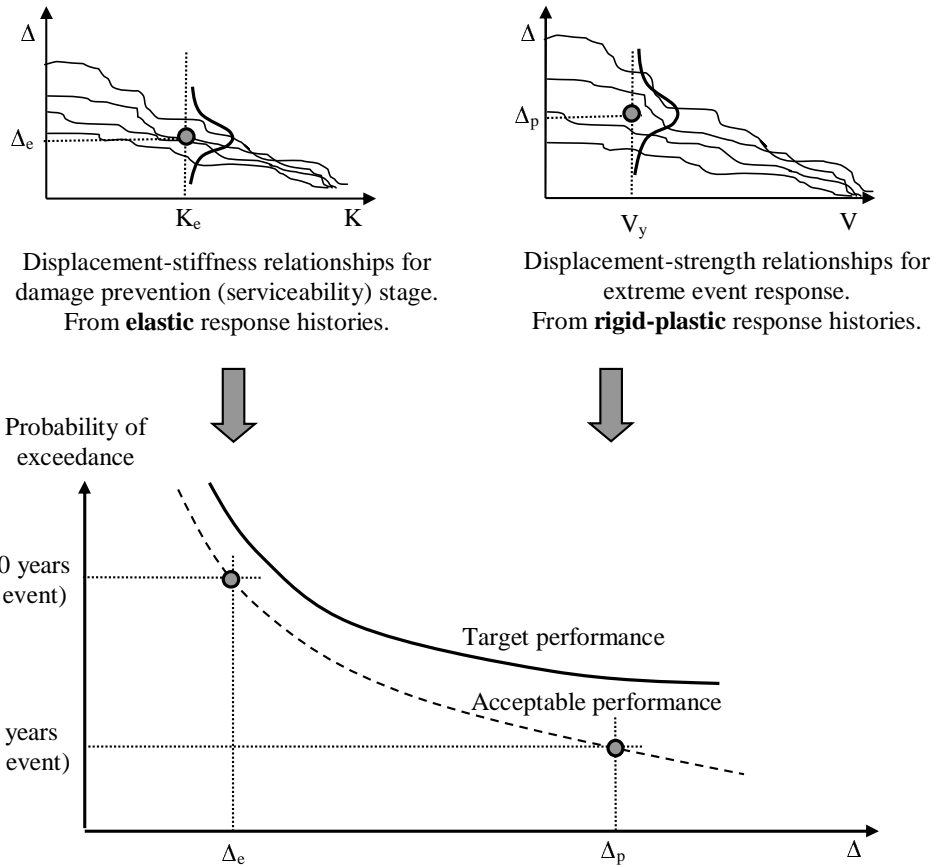 Δ
Δe
Ke
K
Displacement-stiffness relationships for
damage prevention (serviceability) stage.
From elastic response histories.
Δ
Δp
Vy
V
Displacement-strength relationships for
extreme event response.
From rigid-plastic response histories.
Probability of
exceedance
0 years
event)
years
event)
Target performance
Acceptable performance
Δe
Δp
Δ